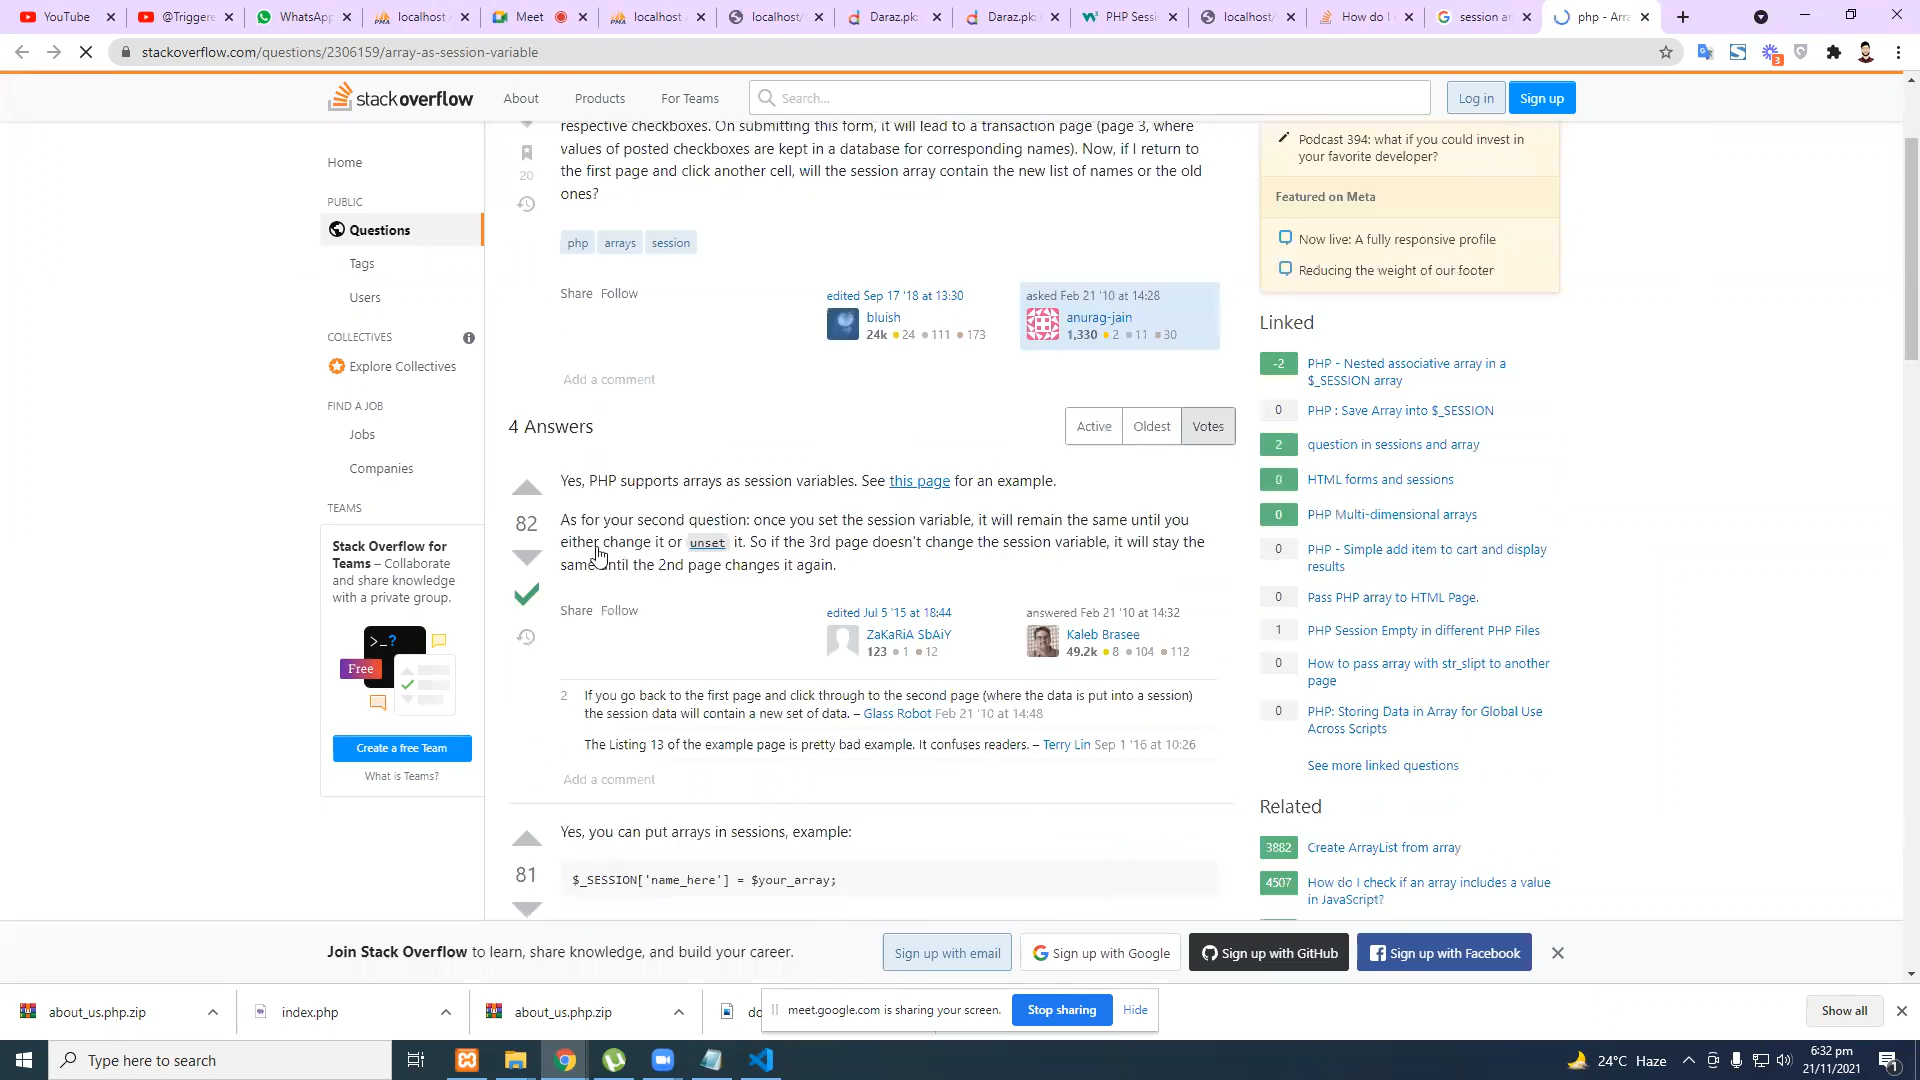 YouTube
@Triggere
WhatsApp
localhost /
Meet
localhost /
localhost/
Daraz.pk:
Daraz.pk:
PHP Sessi
localhost/
How do I
session ar
php - Arra
stackoverflow.com/questions/2306159/array-as-session-variable
3
stackoverflow
About
Products
For Teams
Search...
Log in
Sign up
Home
PUBLIC
Questions
Tags
Users
COLLECTIVES
Explore Collectives
FIND A JOB
Jobs
Companies
TEAMS
Stack Overflow for
Teams – Collaborate
and share knowledge
with a private group.
>_?
Free
Create a free Team
What is Teams?
respective checkboxes. On submitting this form, it will lead to a transaction page (page 3, where
values of posted checkboxes are kept in a database for corresponding names). Now, if I return to
the first page and click another cell, will the session array contain the new list of names or the old
ones?
20
php
arrays
session
Share Follow
edited Sep 17 '18 at 13:30
bluish
24k 24 111 173
asked Feb 21 '10 at 14:28
anurag-jain
1,330 2 11 30
Add a comment
4 Answers
Active
Oldest
Votes
82
Yes, PHP supports arrays as session variables. See this page for an example.
As for your second question: once you set the session variable, it will remain the same until you
either change it or unset it. So if the 3rd page doesn't change the session variable, it will stay the
same until the 2nd page changes it again.
Share Follow
edited Jul 5 '15 at 18:44
ZaKaRiA SbAiY
123 1 12
answered Feb 21 '10 at 14:32
Kaleb Brasee
49.2k 8 104 112
2 If you go back to the first page and click through to the second page (where the data is put into a session)
the session data will contain a new set of data. – Glass Robot Feb 21 '10 at 14:48
The Listing 13 of the example page is pretty bad example. It confuses readers. – Terry Lin Sep 1 '16 at 10:26
Add a comment
81
Yes, you can put arrays in sessions, example:
$_SESSION['name_here'] = $your_array;
Podcast 394: what if you could invest in
your favorite developer?
Featured on Meta
Now live: A fully responsive profile
Reducing the weight of our footer
Linked
-2 PHP - Nested associative array in a
$_SESSION array
0 PHP : Save Array into $_SESSION
2 question in sessions and array
0 HTML forms and sessions
0 PHP Multi-dimensional arrays
0 PHP - Simple add item to cart and display
results
0 Pass PHP array to HTML Page.
1 PHP Session Empty in different PHP Files
0 How to pass array with str_slipt to another
page
0 PHP: Storing Data in Array for Global Use
Across Scripts
See more linked questions
Related
3882 Create ArrayList from array
4507 How do I check if an array includes a value
in JavaScript?
Join Stack Overflow to learn, share knowledge, and build your career.
Sign up with email
Sign up with Google
Sign up with GitHub
Sign up with Facebook
about_us.php.zip
index.php
about_us.php.zip
meet.google.com is sharing your screen.
Stop sharing
Hide
Show all
Type here to search
24°C Haze
6:32 pm
21/11/2021
1